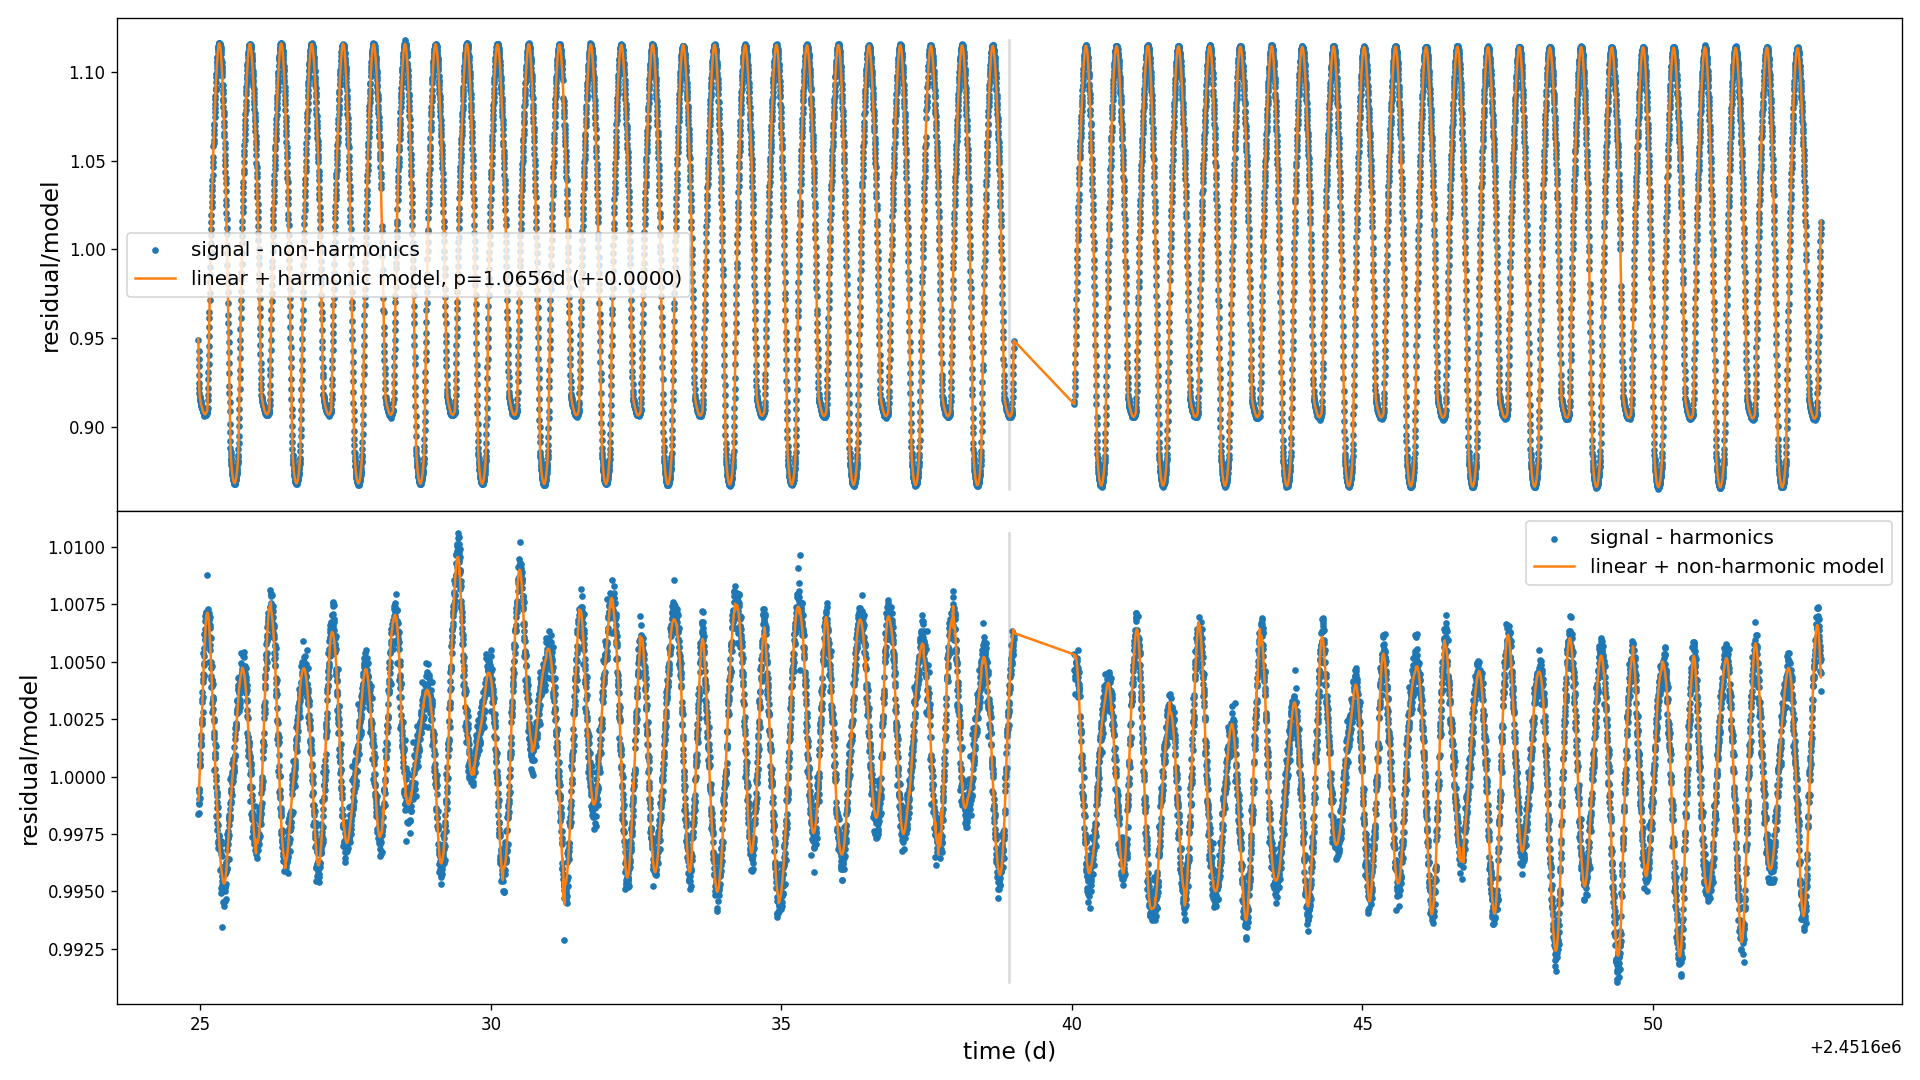 1.10
1.05
1.00
0.95
0.90
residual/model
signal - non-harmonics
linear + harmonic model, p=1.0656d (+-0.0000)
1.0100
1.0075
1.0050
1.0025
1.0000
0.9975
0.9950
0.9925
residual/model
signal - harmonics
linear + non-harmonic model
25
30
35
40
45
50
time (d)
+2.4516e6